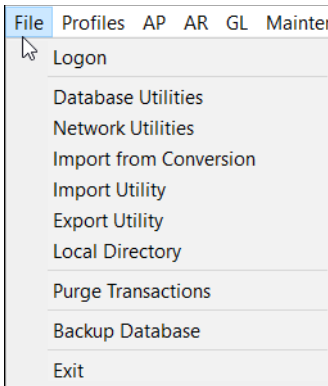 File Profiles AP AR GL
Logon
Database Utilities
Network Utilities
Import from Conversion
Import Utility
Export Utility
Local Directory
Purge Transactions
Backup Database
Exit